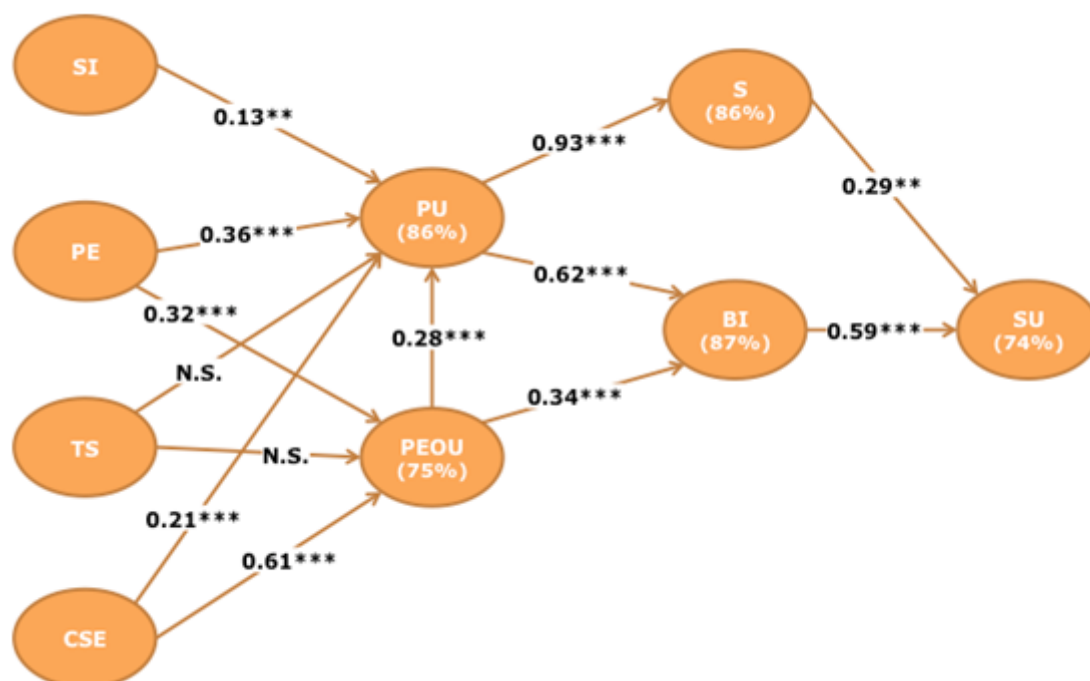 SI
S
(86%)
0.13**
0.93***
0.29**
PU
(86%)
PE
0.36***
0.62***
0.32***
0.28***
BI
(87%)
0.59***
SU
(74%)
N.S.
0.34***
TS
N.S.
PEOU
(75%)
0.21***
0.61***
CSE